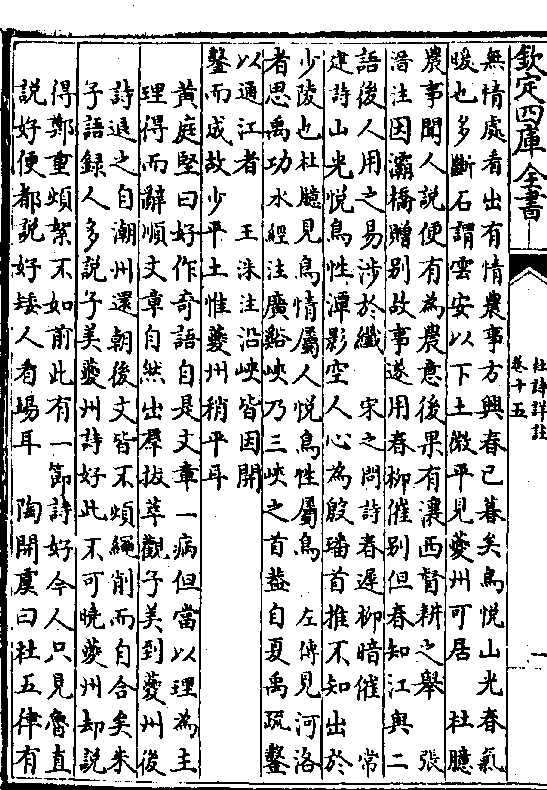 欽定四庫全書
杜詩詳註
卷十五
一
無情處看出有情農事方興春已暮矣鳥悅山光春氣
暖也多斷石謂雲安以下土微平見夔州可居　杜臆
農事聞人說便有為農意後果有瀼西督耕之舉　張
溍注因灞橋贈別故事遂用春柳催別但春知江與二
語後人用之易涉於纖　宋之問詩春遲柳暗催　常
建詩山光悅鳥性潭影空人心為殷璠首推不知出於
少陵也杜臆見鳥情屬人悅鳥性屬鳥　左傳見河洛
者思禹功水經注廣谿峽乃三峽之首葢自夏禹疏鑿
以通江者　王洙注沿峽皆因開
鑿而成故少平土惟夔州稍平耳
黄庭堅曰好作奇語自是文章一病但當以理為主
理得而辭順文章自然出羣拔萃觀子美到夔州後
詩退之自潮州還朝後文皆不煩繩削而自合矣朱
子語録人多說子美夔州詩好此不可曉夔州却說
得鄭重煩絮不如前此有一節詩好今人只見魯直
說好便都說好矮人看場耳　陶開虞曰杜五律有